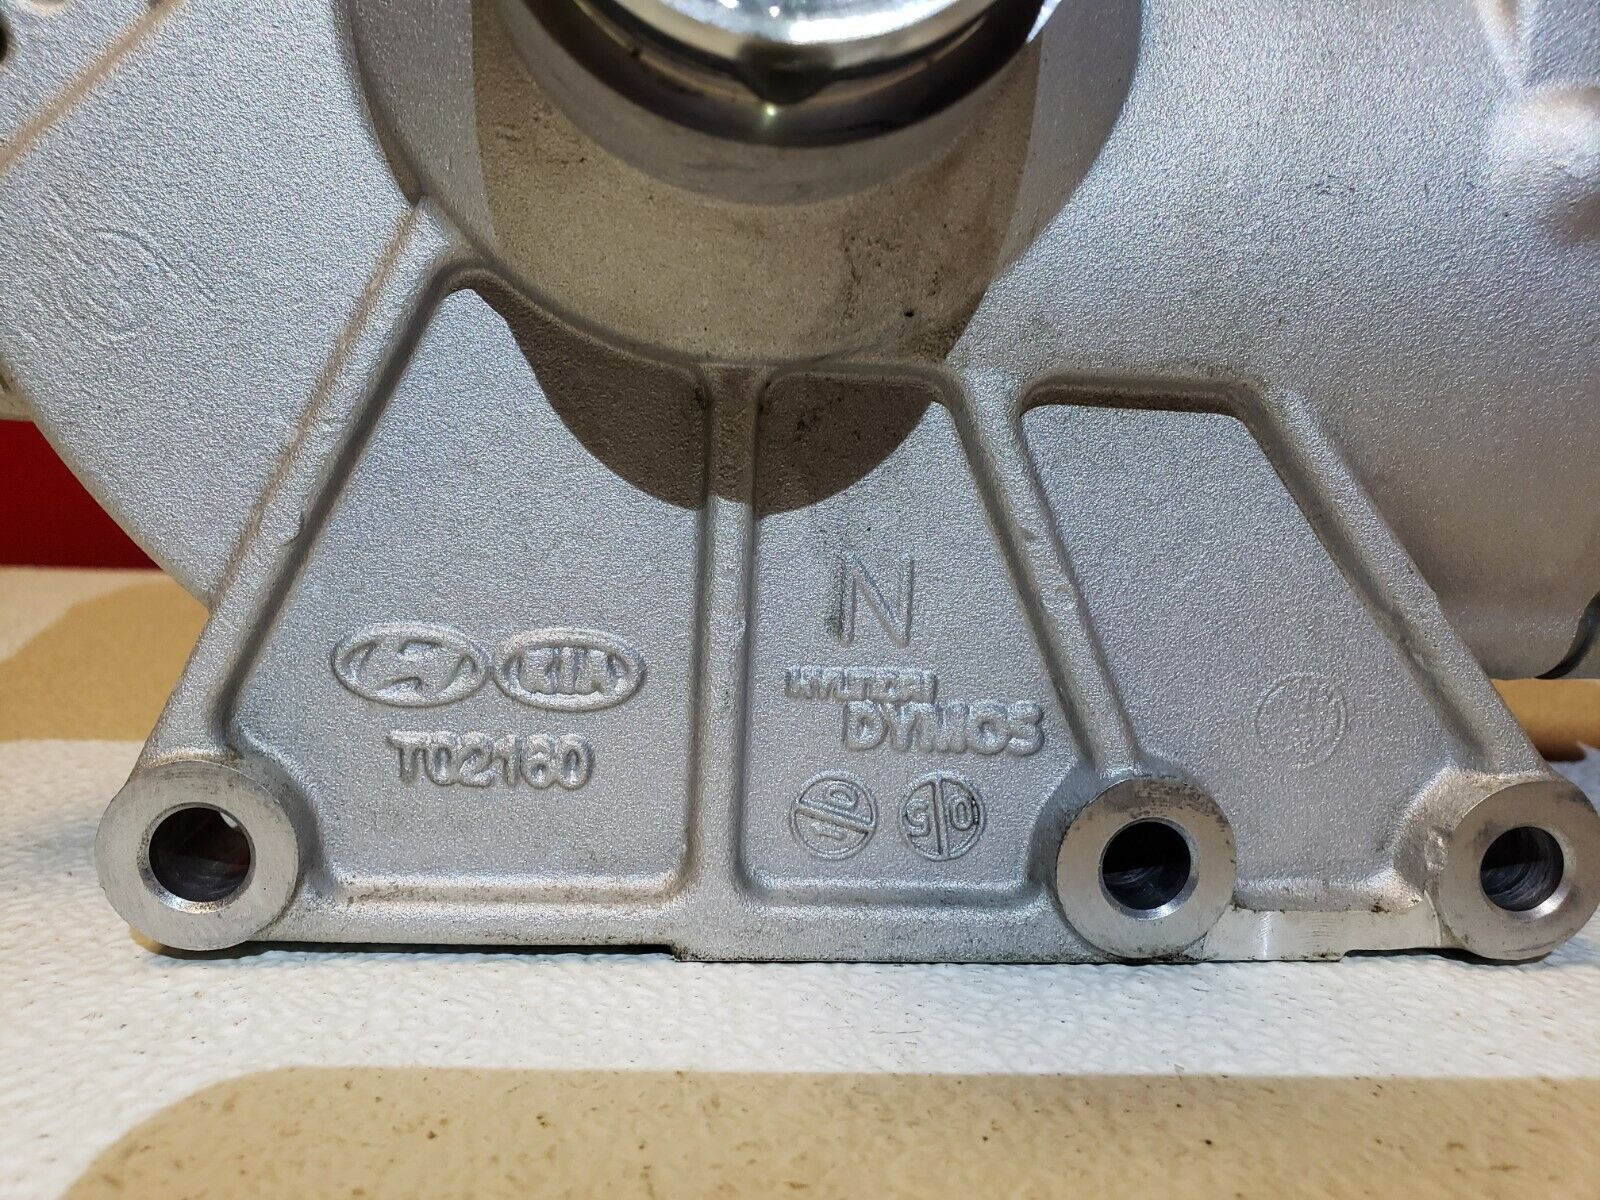 N
KIA
HYUNDAI
DYMOS
T02160